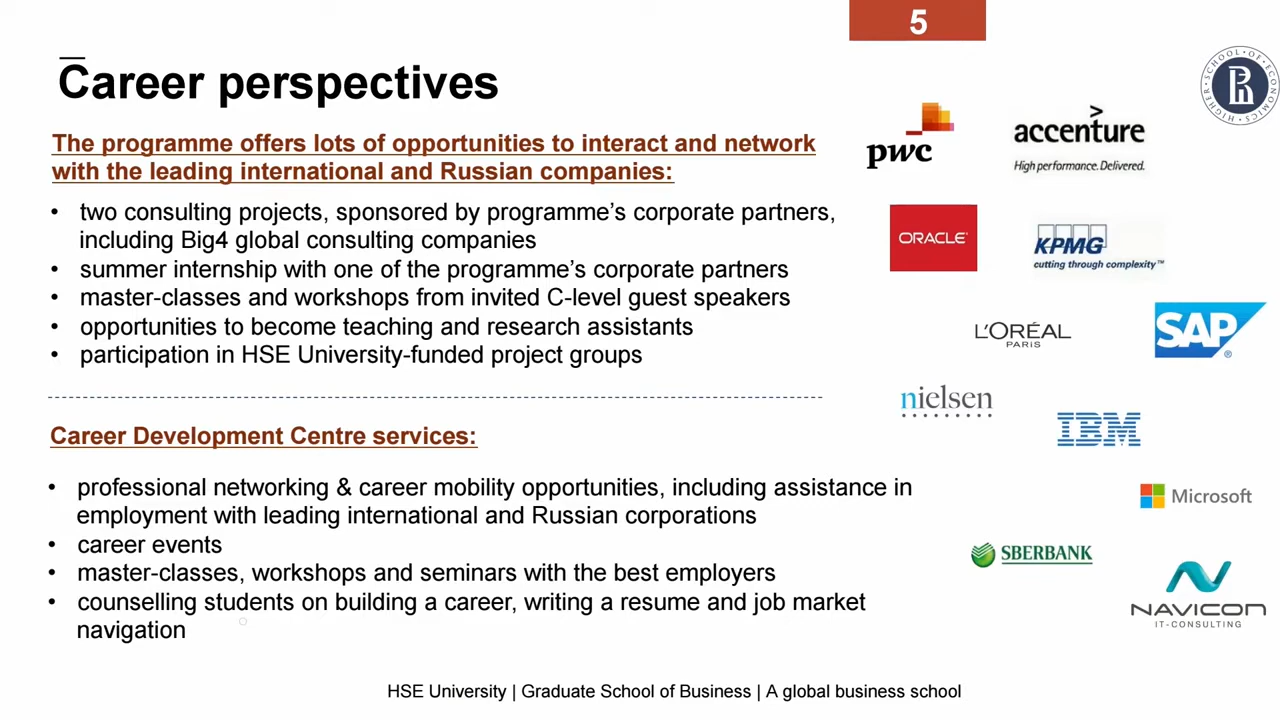 5
Career perspectives
The programme offers lots of opportunities to interact and network
with the leading international and Russian companies:
• two consulting projects, sponsored by programme’s corporate partners,
including Big4 global consulting companies
• summer internship with one of the programme’s corporate partners
• master-classes and workshops from invited C-level guest speakers
• opportunities to become teaching and research assistants
• participation in HSE University-funded project groups
Career Development Centre services:
• professional networking & career mobility opportunities, including assistance in
employment with leading international and Russian corporations
• career events
• master-classes, workshops and seminars with the best employers
• counselling students on building a career, writing a resume and job market
navigation
HIGHER SCHOOL OF ECONOMICS
pwc
accenture
High performance. Delivered.
ORACLE®
KPMG
cutting through complexity™
L'ORÉAL
PARIS
SAP®
nielsen
IBM
Microsoft
SBERBANK
NAVICON
IT-CONSULTING
HSE University | Graduate School of Business | A global business school